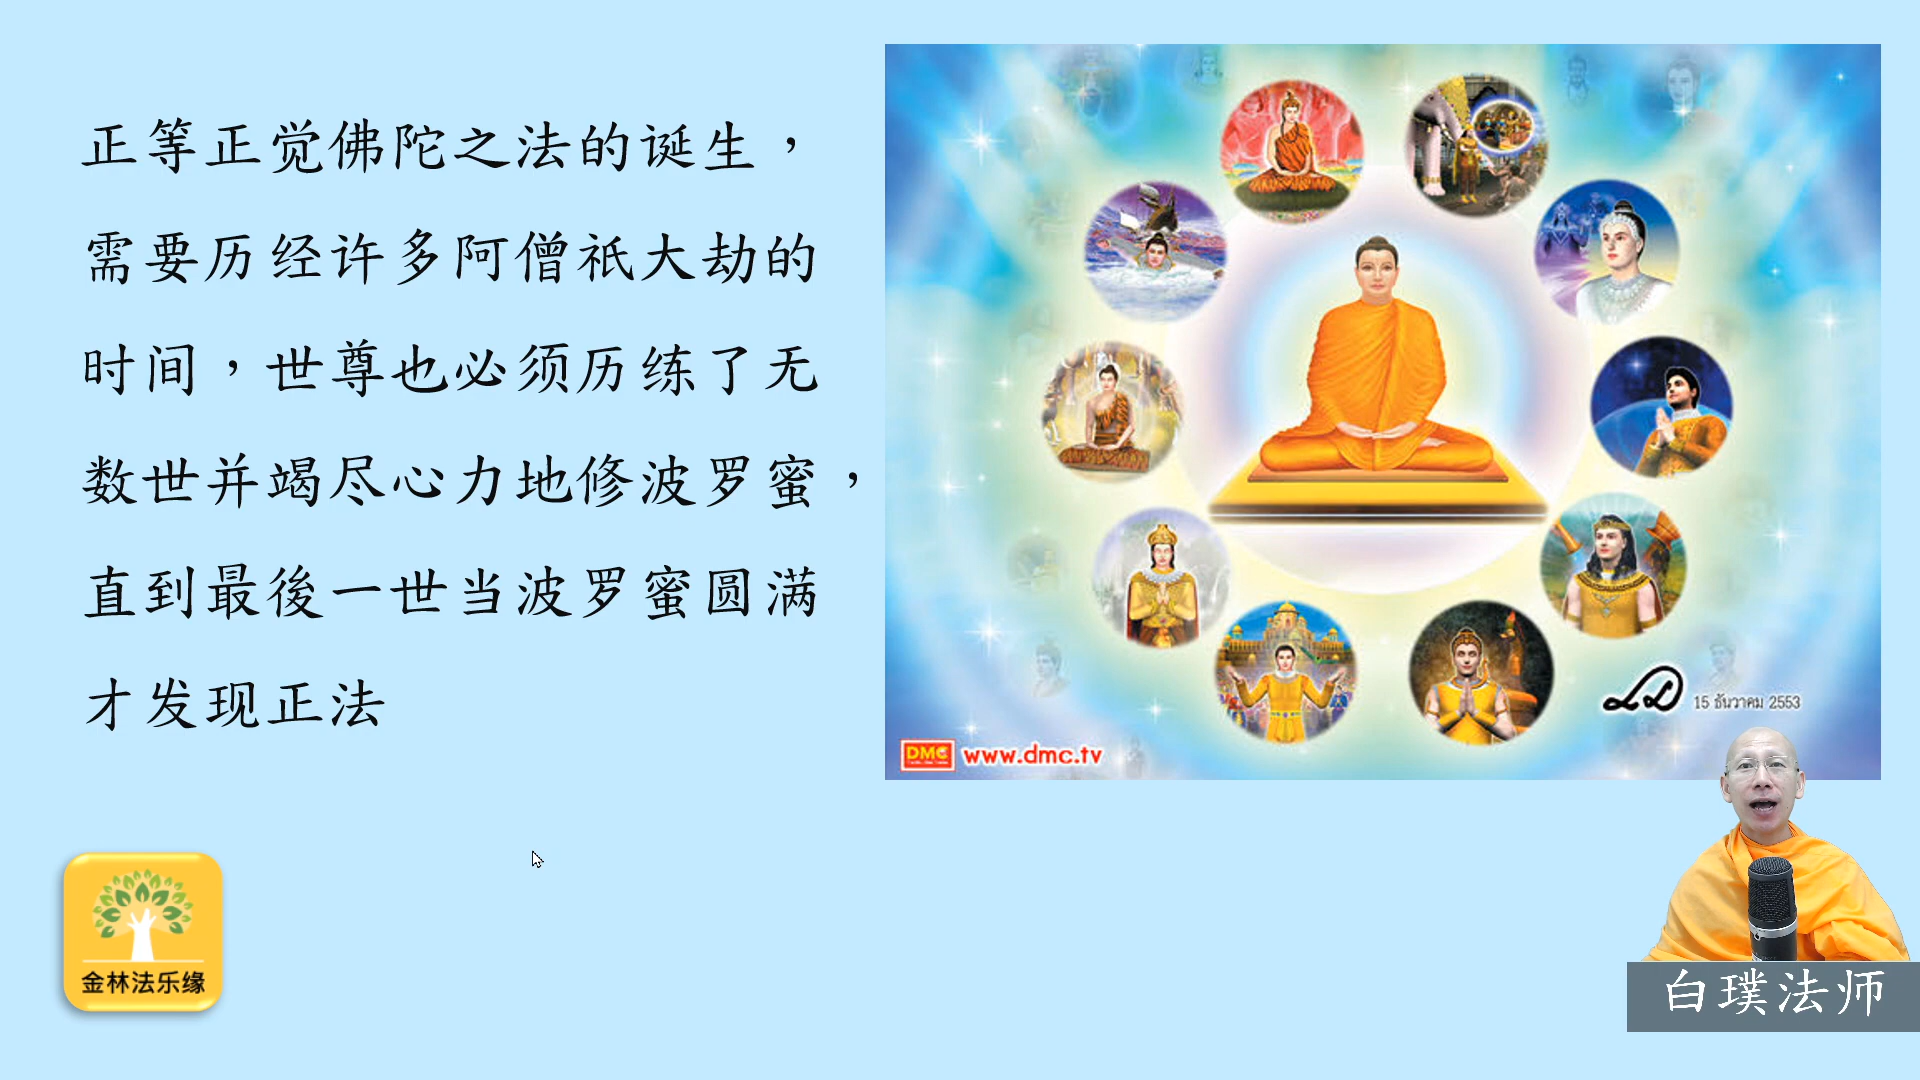 正等正觉佛陀之法的诞生，
需要历经许多阿僧祇大劫的
时间，世尊也必须历练了无
数世并竭尽心力地修波罗蜜，
直到最後一世当波罗蜜圆满
才发现正法
15 ธันวาคม 2553
DMC
www.dmc.tv
金林法乐缘
白璞法师